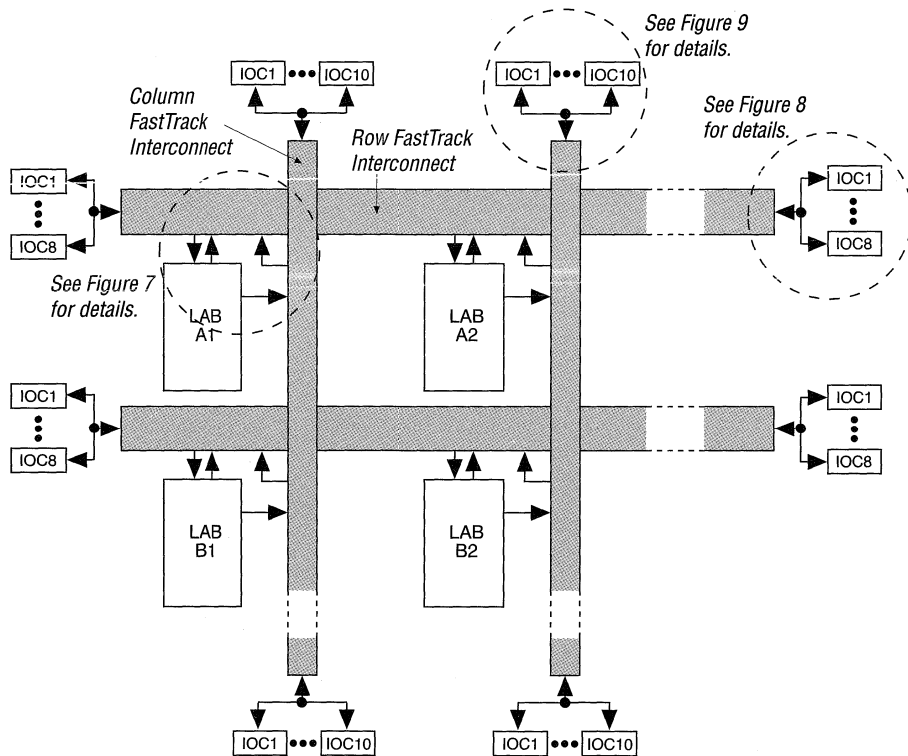 See Figure 9
for details.
IOC1 ••• IOC10
IOC1 ••• IOC10
Column
FastTrack
Interconnect
Row FastTrack
Interconnect
See Figure 8
for details.
IOC1
IOC8
IOC1
IOC8
See Figure 7
for details.
LAB
A1
LAB
A2
IOC1
IOC8
IOC1
IOC8
LAB
B1
LAB
B2
IOC1 ••• IOC10
IOC1 ••• IOC10